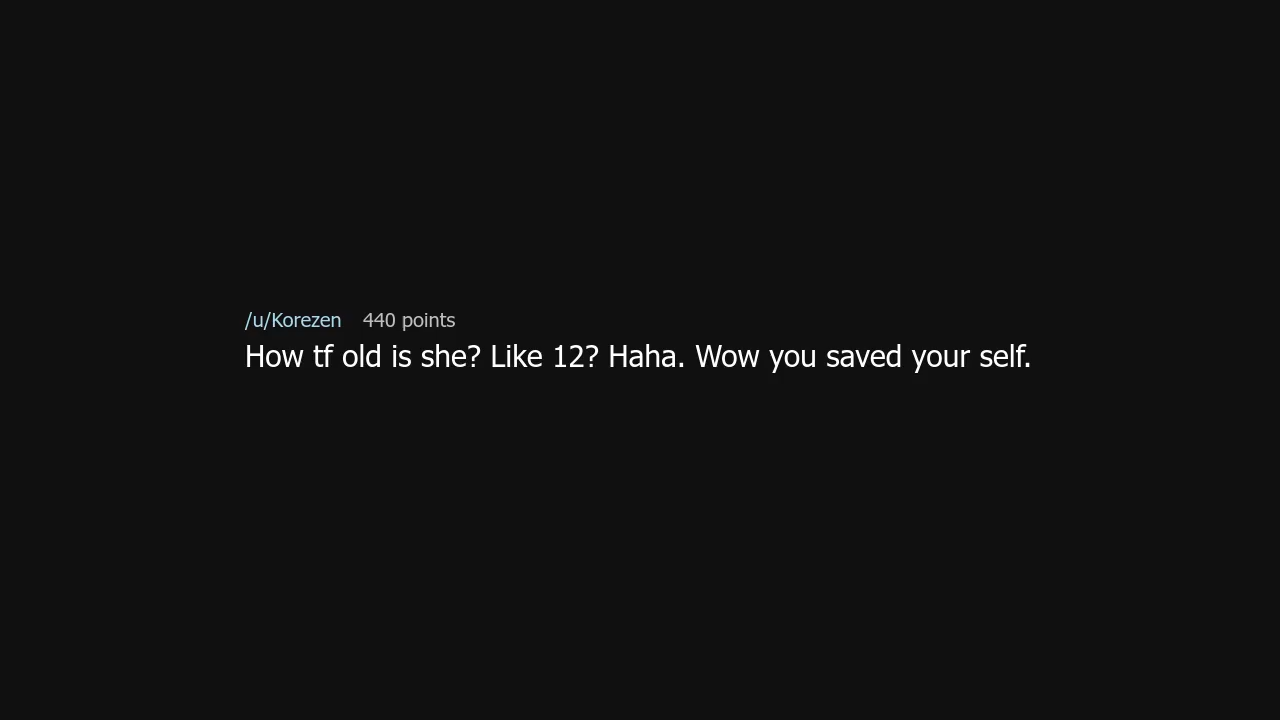 /u/Korezen 440 points
How tf old is she? Like 12? Haha. Wow you saved your self.